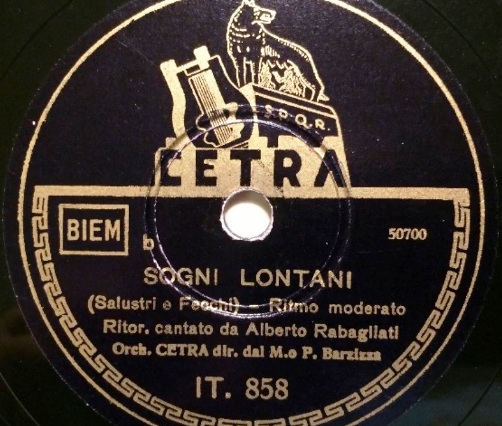 S.P.Q.R.
CETRA
BIEM
b
50700
SOGNI LONTANI
(Salustri e Fecchi) - Ritmo moderato
Ritor. cantato da Alberto Rabagliati
Orch. CETRA dir. dal M.o P. Barzizza
IT. 858